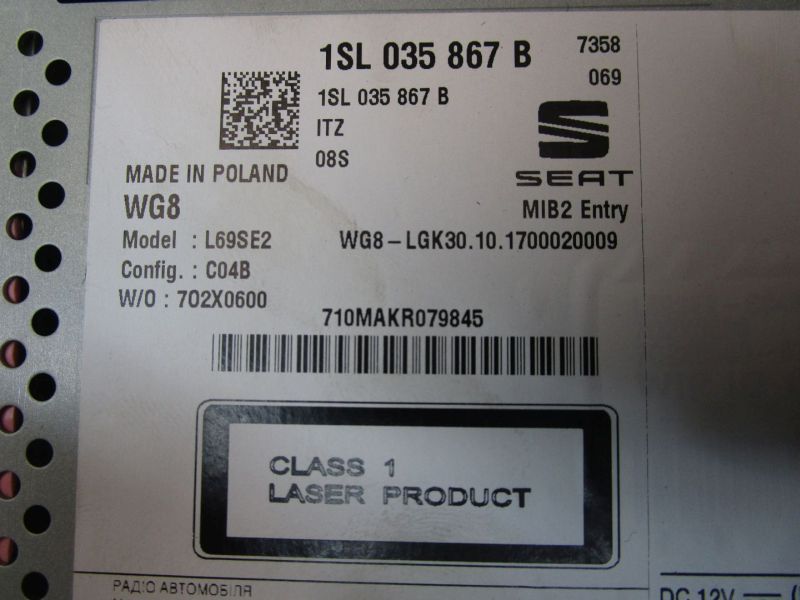 1SL 035 867 B
7358
069
1SL 035 867 B
ITZ
08S
SEAT
MADE IN POLAND
WG8
MIB2 Entry
Model : L69SE2
WG8-LGK30.10.1700020009
Config. : C04B
W/O : 702X0600
710MAKR079845
CLASS 1
LASER PRODUCT
РАДІО АВТОМОБІЛЯ
DC 12V